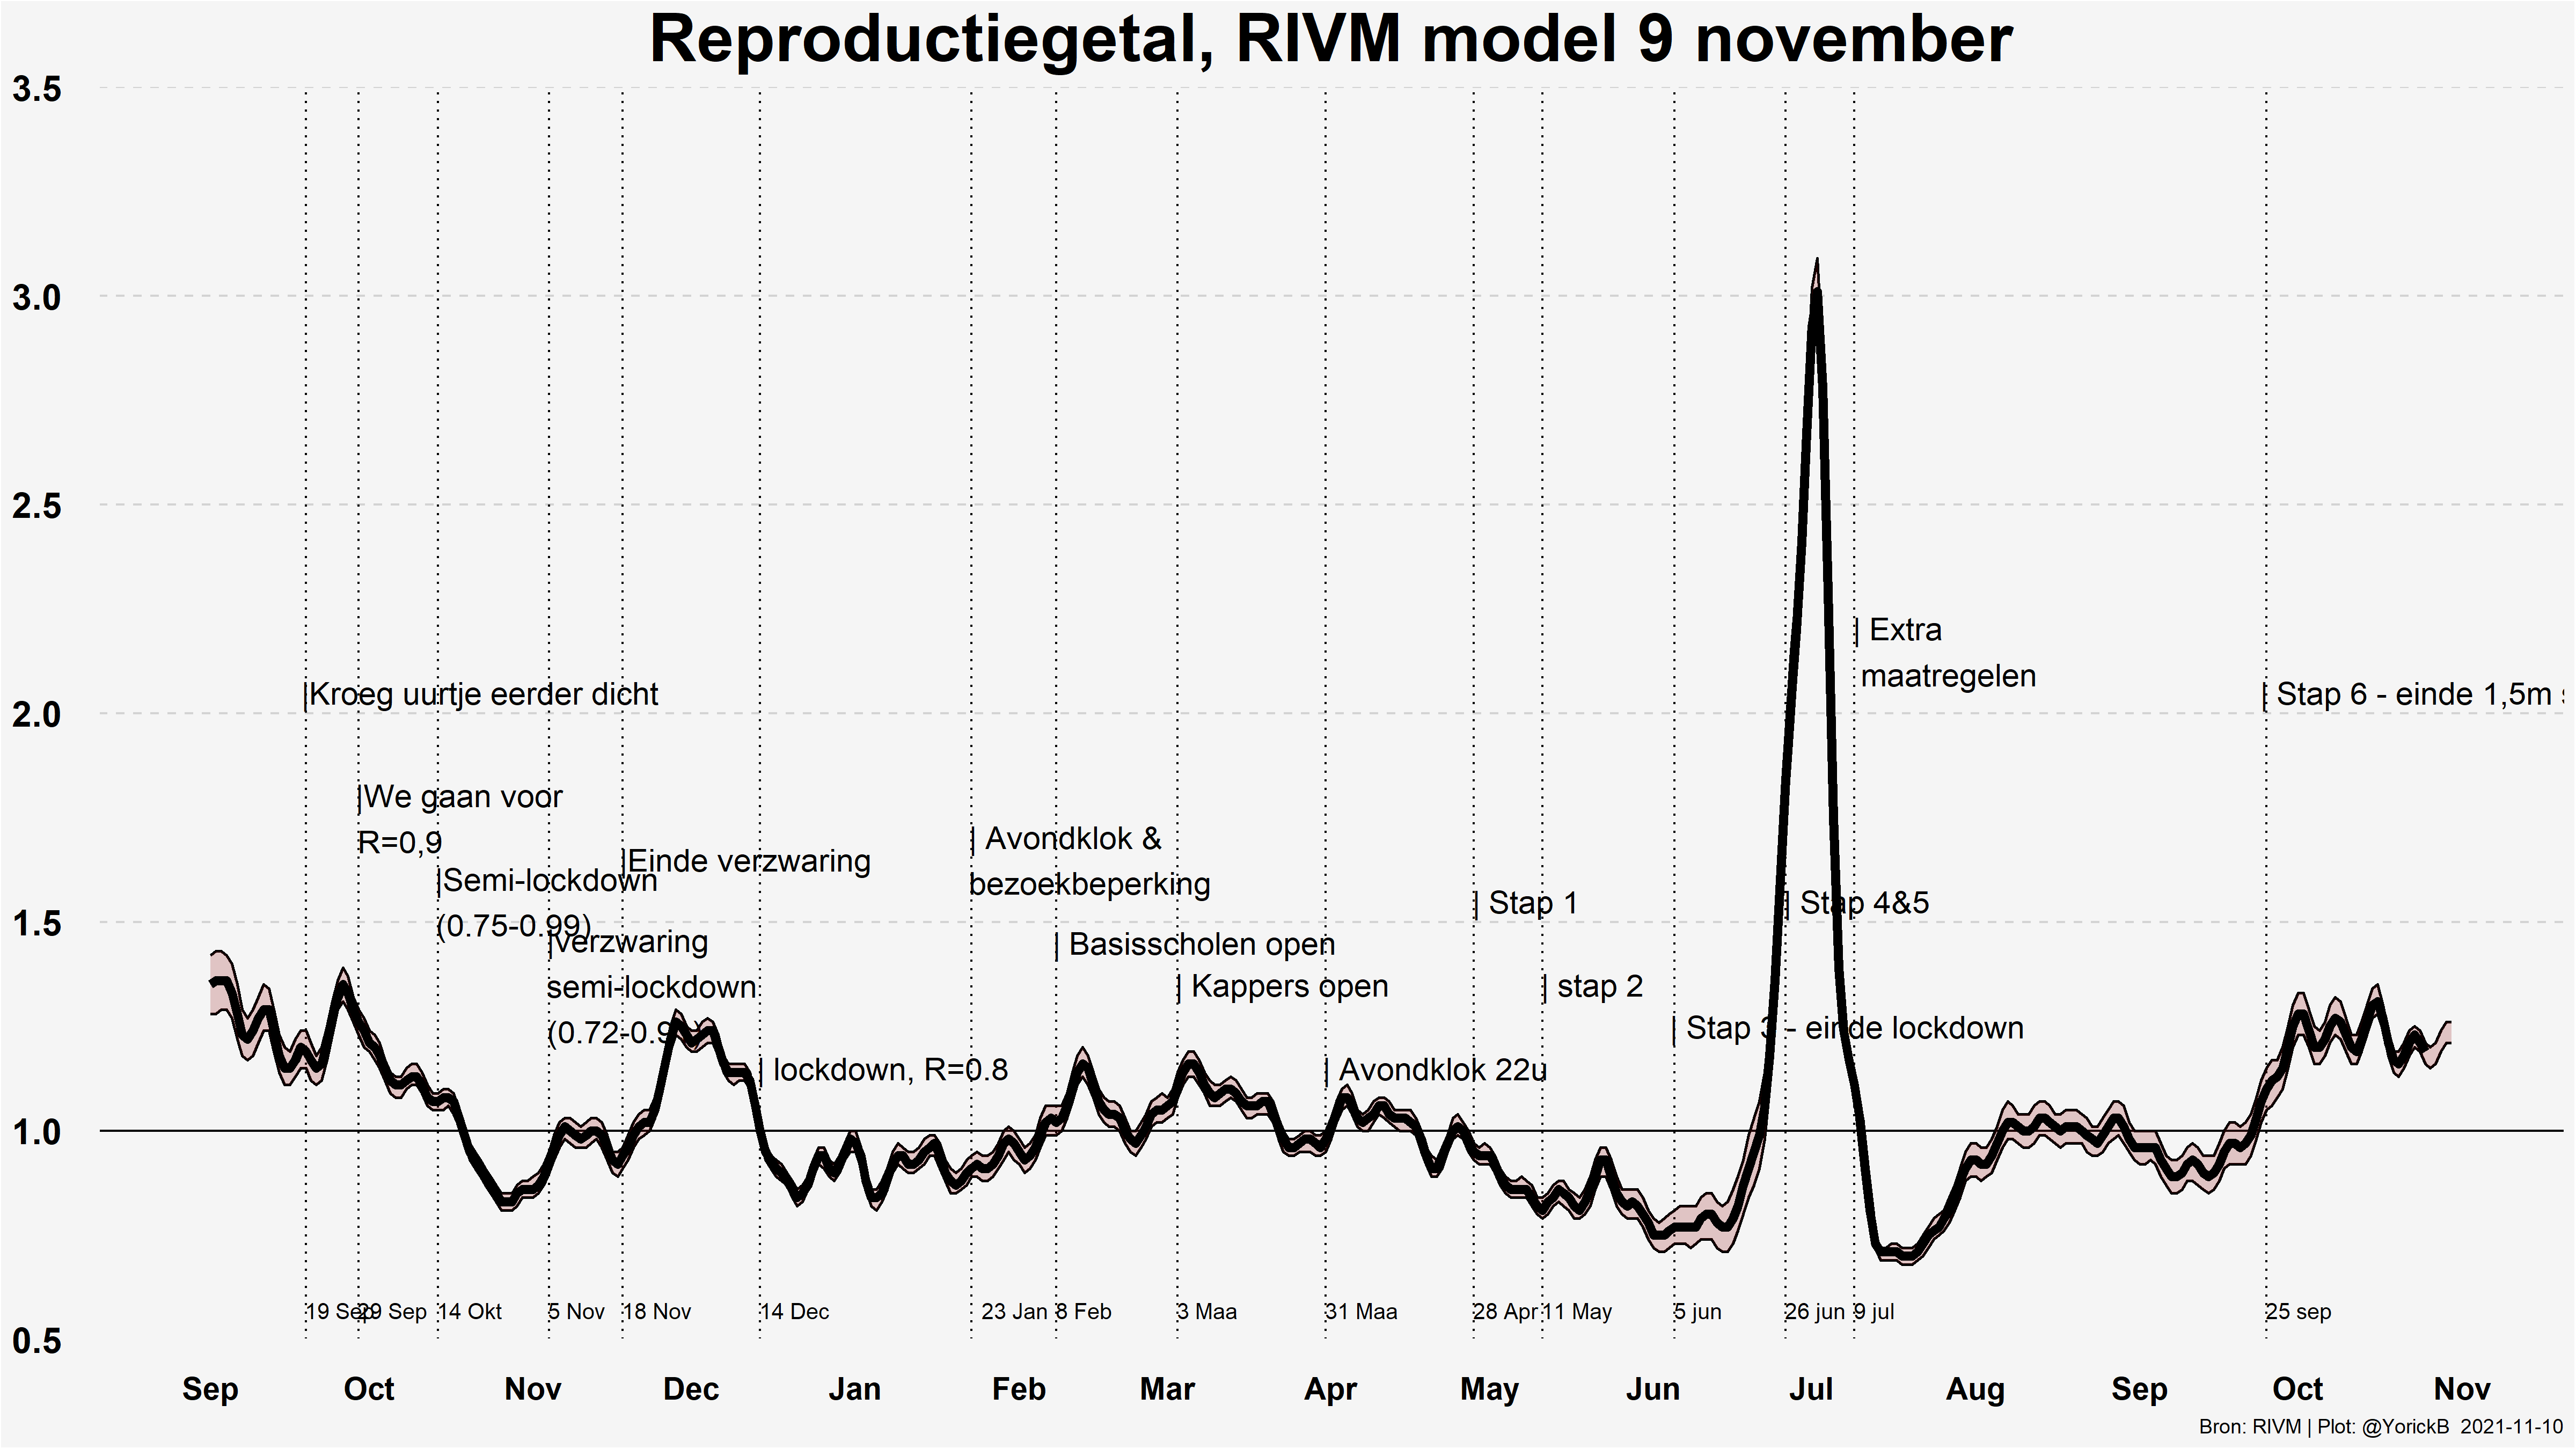 Reproductiegetal, RIVM model 9 november
3.5
3.0
2.5
2.0
1.5
1.0
0.5
|Kroeg uurtje eerder dicht
|We gaan voor
R=0,9
|Semi-lockdown
(0.75-0.99)
|verzwaring
semi-lockdown
(0.72-0.9
|Einde verzwaring
| lockdown, R=0.8
| Avondklok &
bezoekbeperking
| Basisscholen open
| Kappers open
| Avondklok 22u
| Stap 1
| stap 2
| Stap 3 - einde lockdown
| Stap 4&5
| Extra
maatregelen
| Stap 6 - einde 1,5m
19 Sep
29 Sep
14 Okt
5 Nov
18 Nov
14 Dec
23 Jan
8 Feb
3 Maa
31 Maa
28 Apr
11 May
5 jun
26 jun
9 jul
25 sep
Sep Oct Nov Dec Jan Feb Mar Apr May Jun Jul Aug Sep Oct Nov
Bron: RIVM | Plot: @YorickB 2021-11-10